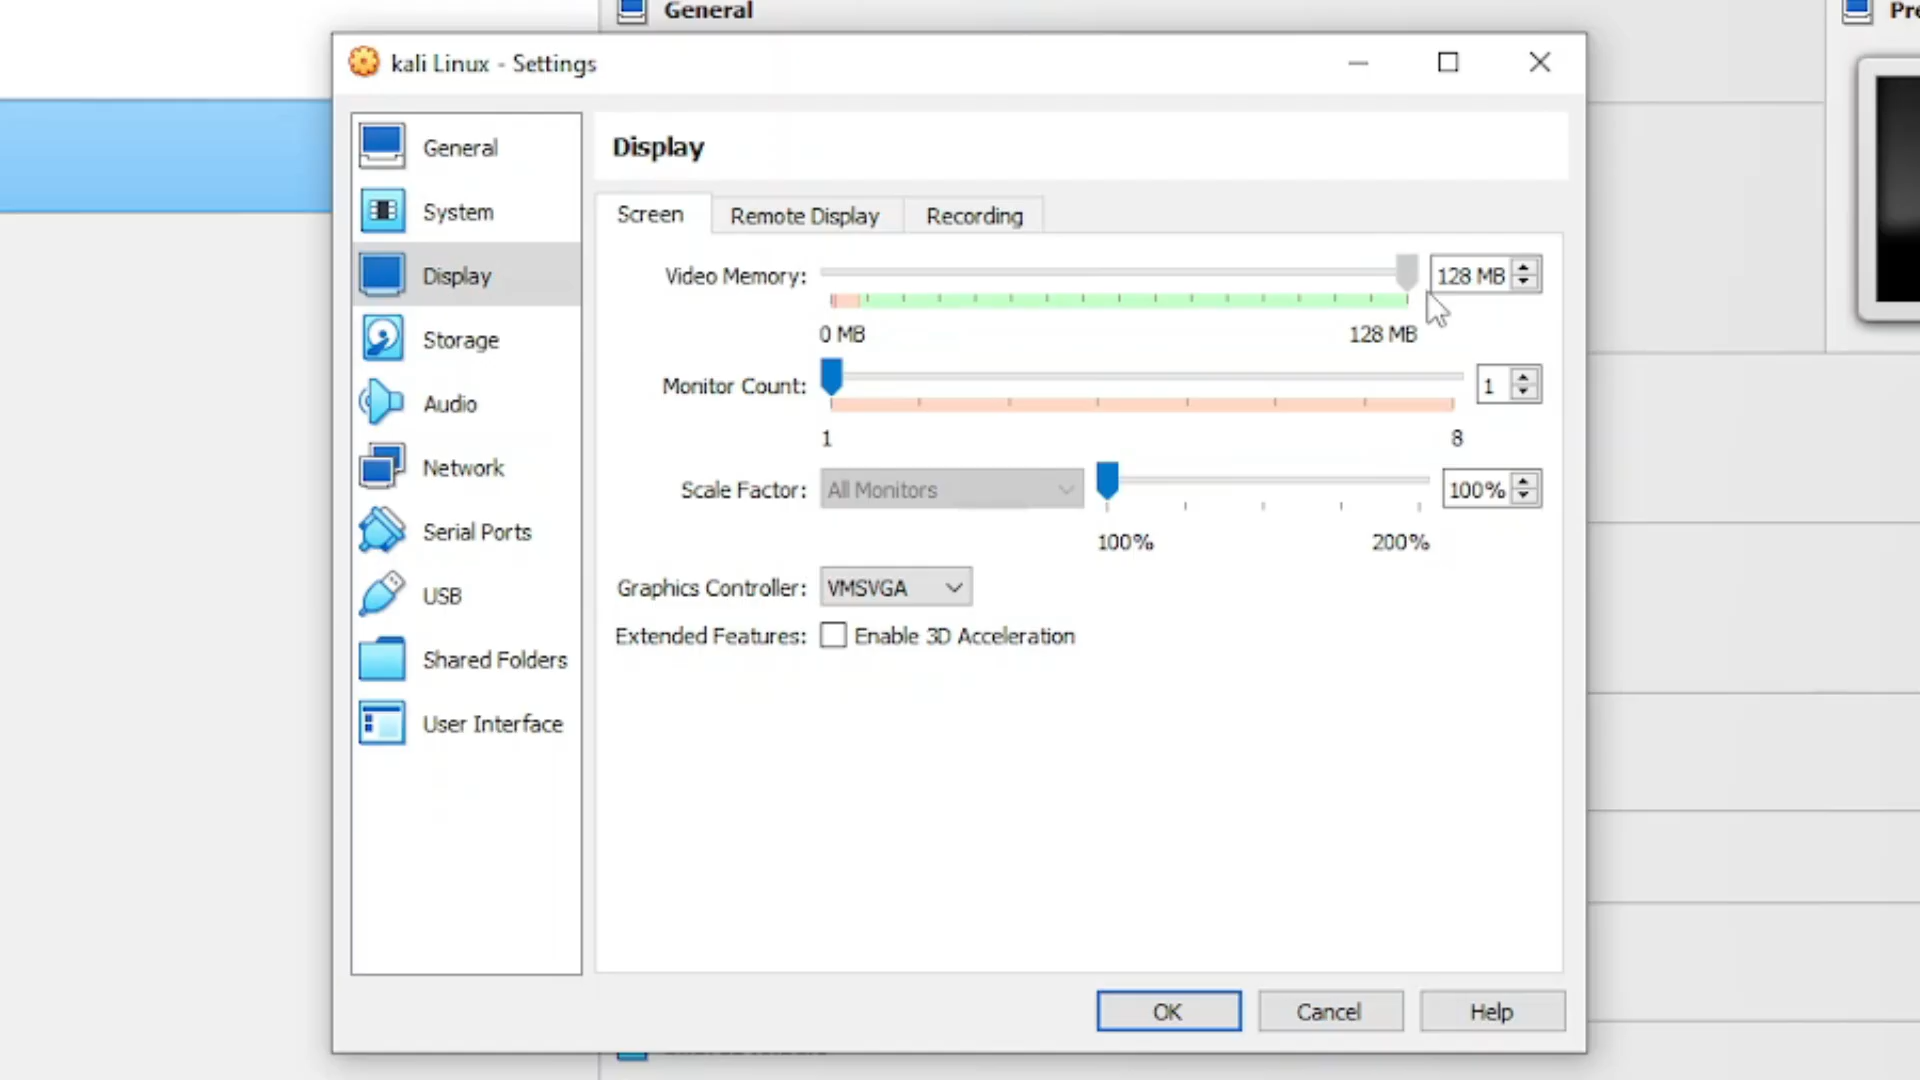 General
Pre
kali Linux - Settings
General
System
Display
Storage
Audio
Network
Serial Ports
USB
Shared Folders
User Interface
Display
Screen
Remote Display
Recording
Video Memory:
128 MB
0 MB
128 MB
Monitor Count:
1
1
8
Scale Factor:
All Monitors
100%
100%
200%
Graphics Controller:
VMSVGA
Extended Features:
Enable 3D Acceleration
OK
Cancel
Help